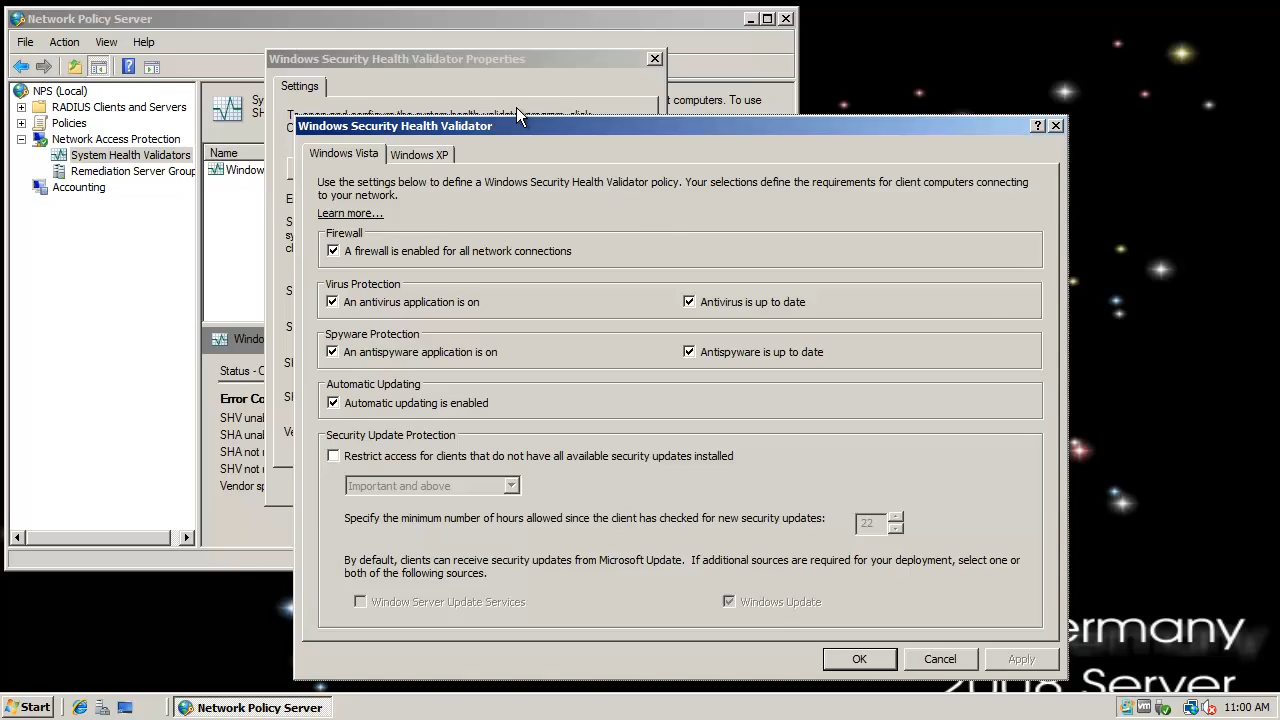 Network Policy Server
File Action View Help
NPS (Local)
RADIUS Clients and Servers
Policies
Network Access Protection
System Health Validators
Remediation Server Group
Accounting
Name
Windows
computers. To use
Windo
Status - C
Error Co
SHV unal
SHA unal
SHA not r
SHV not r
Vendor sp
Windows Security Health Validator Properties
Settings
Windows Security Health Validator
Windows Vista
Windows XP
Use the settings below to define a Windows Security Health Validator policy. Your selections define the requirements for client computers connecting
to your network.
Learn more...
Firewall
A firewall is enabled for all network connections
Virus Protection
An antivirus application is on
Antivirus is up to date
Spyware Protection
An antispyware application is on
Antispyware is up to date
Automatic Updating
Automatic updating is enabled
Security Update Protection
Restrict access for clients that do not have all available security updates installed
Important and above
Specify the minimum number of hours allowed since the client has checked for new security updates:
22
By default, clients can receive security updates from Microsoft Update. If additional sources are required for your deployment, select one or
both of the following sources.
Window Server Update Services
Windows Update
OK
Cancel
Apply
ermany
2008 Server
Start
Network Policy Server
11:00 AM